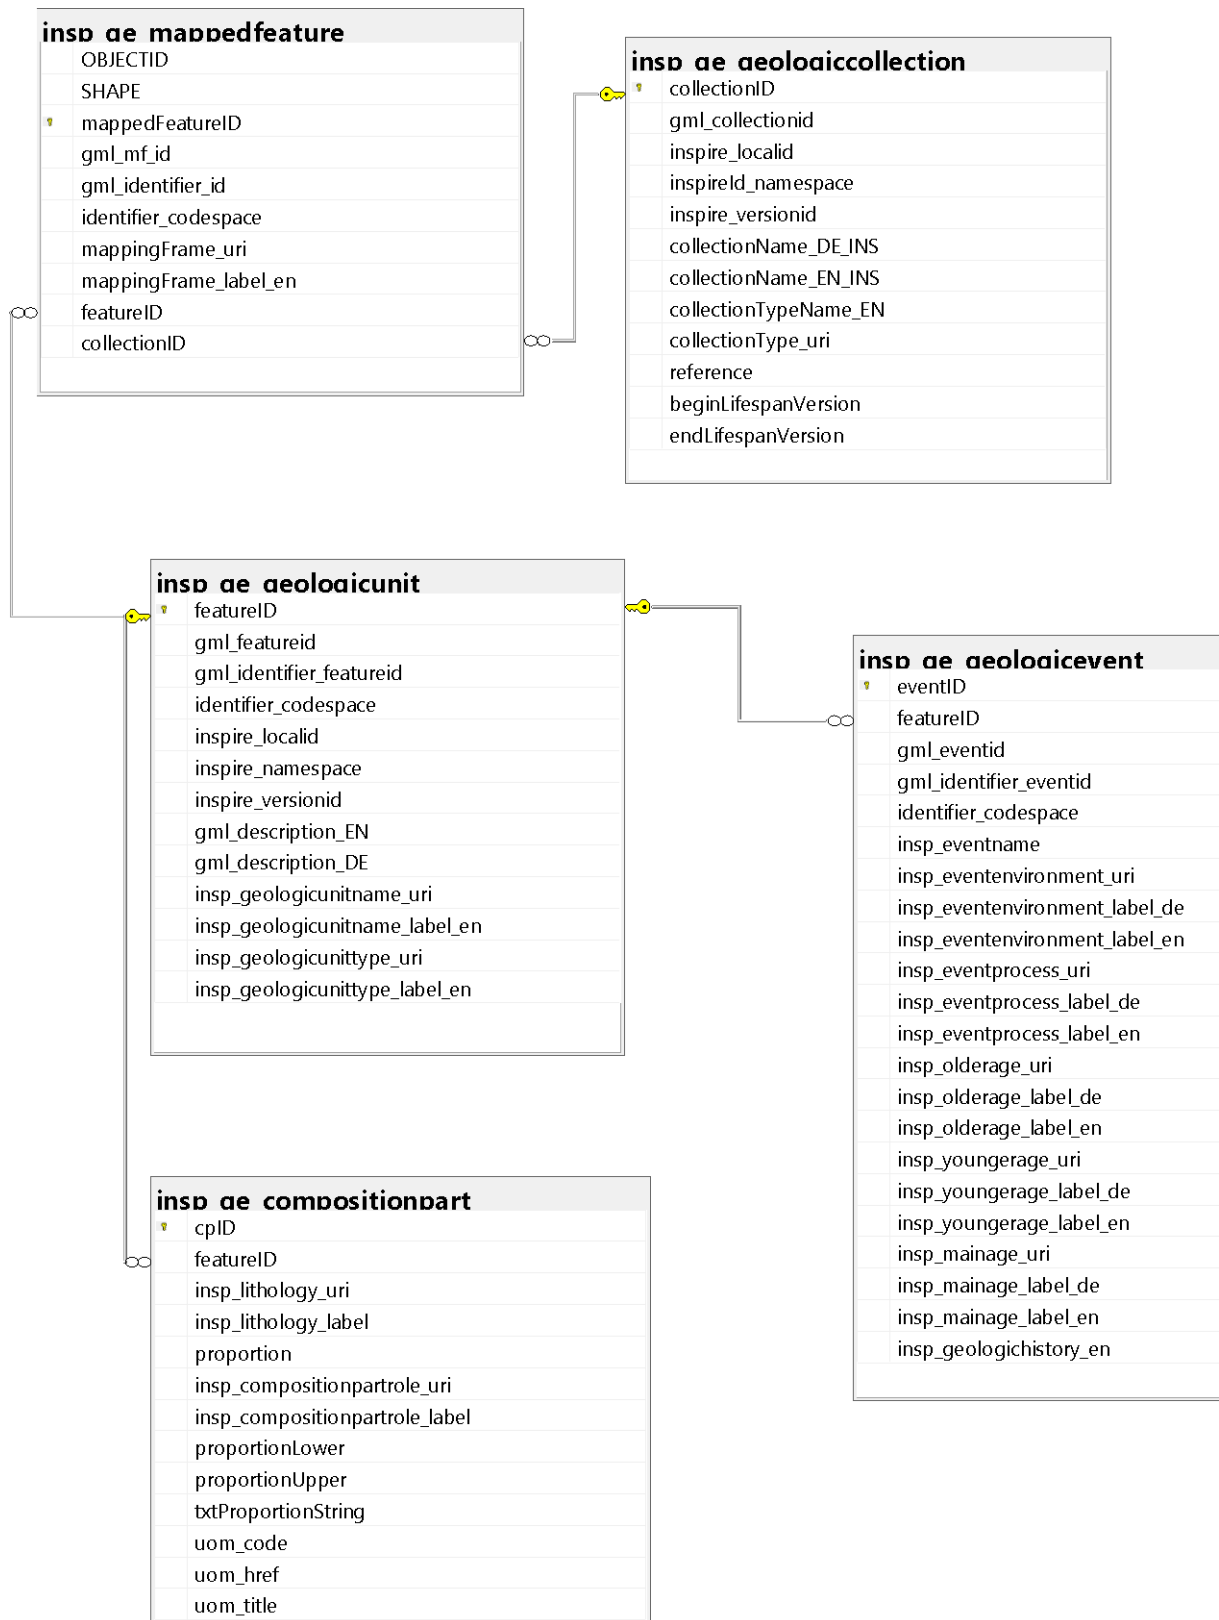 insp_ge_mappedfeature
OBJECTID
SHAPE
mappedFeatureID
gml_mf_id
gml_identifier_id
identifier_codespace
mappingFrame_uri
mappingFrame_label_en
featureID
collectionID
insp_ge_geologiccollection
collectionID
gml_collectionid
inspire_localid
inspireId_namespace
inspire_versionid
collectionName_DE_INS
collectionName_EN_INS
collectionTypeName_EN
collectionType_uri
reference
beginLifespanVersion
endLifespanVersion
insp_ge_geologicunit
featureID
gml_featureid
gml_identifier_featureid
identifier_codespace
inspire_localid
inspire_namespace
inspire_versionid
gml_description_EN
gml_description_DE
insp_geologicunitname_uri
insp_geologicunitname_label_en
insp_geologicunittype_uri
insp_geologicunittype_label_en
insp_ge_geologicevent
eventID
featureID
gml_eventid
gml_identifier_eventid
identifier_codespace
insp_eventname
insp_eventenvironment_uri
insp_eventenvironment_label_de
insp_eventenvironment_label_en
insp_eventprocess_uri
insp_eventprocess_label_de
insp_eventprocess_label_en
insp_olderage_uri
insp_olderage_label_de
insp_olderage_label_en
insp_youngerage_uri
insp_youngerage_label_de
insp_youngerage_label_en
insp_mainage_uri
insp_mainage_label_de
insp_mainage_label_en
insp_geologichistory_en
insp_ge_compositionpart
cpID
featureID
insp_lithology_uri
insp_lithology_label
proportion
insp_compositionpartrole_uri
insp_compositionpartrole_label
proportionLower
proportionUpper
txtProportionString
uom_code
uom_href
uom_title